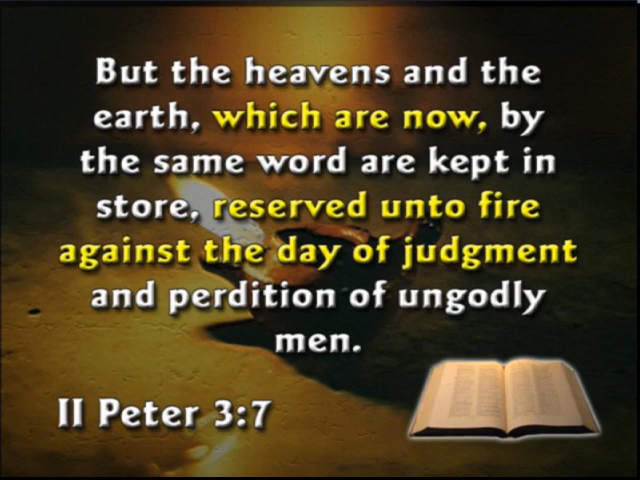 But the heavens and the
earth, which are now, by
the same word are kept in
store, reserved unto fire
against the day of judgment
and perdition of ungodly
men.
II Peter 3:7